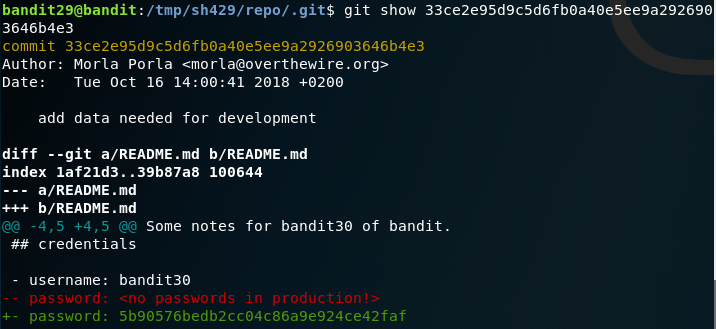 bandit29@bandit:/tmp/sh429/repo/.git$ git show 33ce2e95d9c5d6fb0a40e5ee9a292690
3646b4e3
commit 33ce2e95d9c5d6fb0a40e5ee9a2926903646b4e3
Author: Morla Porla <morla@overthewire.org>
Date:   Tue Oct 16 14:00:41 2018 +0200

    add data needed for development

diff --git a/README.md b/README.md
index 1af21d3..39b87a8 100644
--- a/README.md
+++ b/README.md
@@ -4,5 +4,5 @@ Some notes for bandit30 of bandit.
 ## credentials

 - username: bandit30
-- password: <no passwords in production!>
+- password: 5b90576bedb2cc04c86a9e924ce42faf